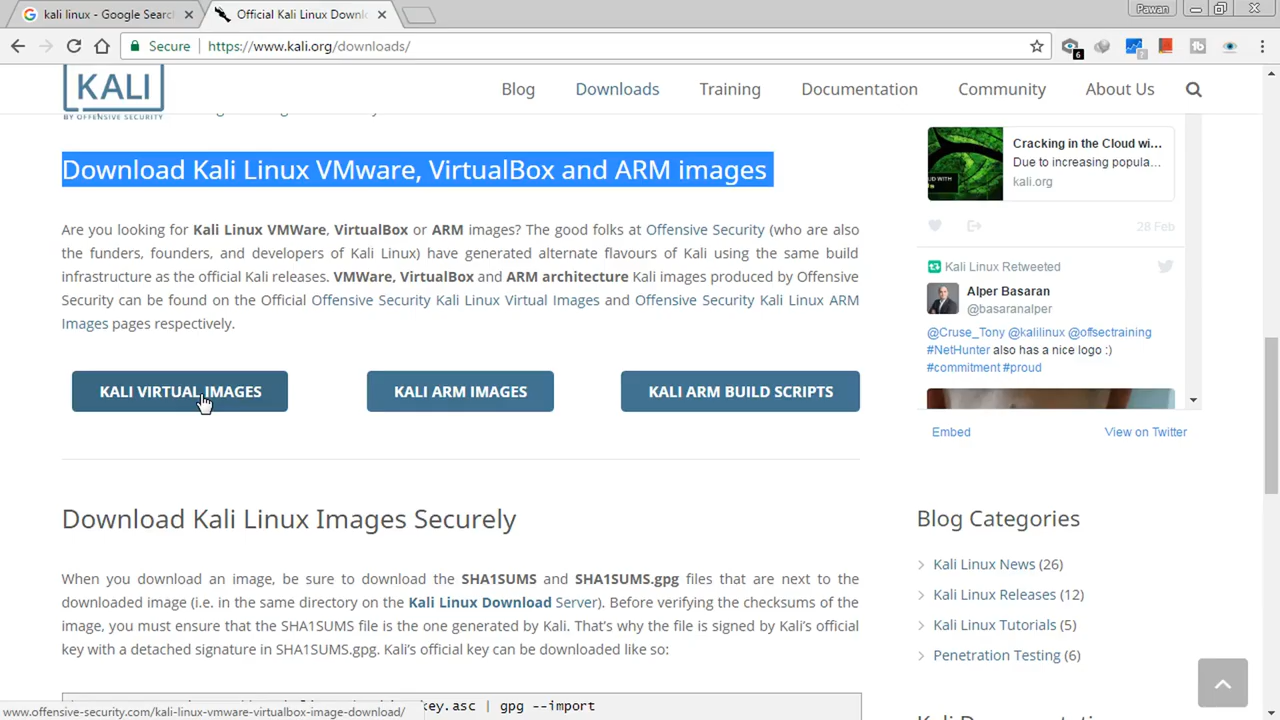 kali linux - Google Searc
Official Kali Linux Downl
Pawan
Secure
https://www.kali.org/downloads/
6
KALI
BY OFFENSIVE SECURITY
Blog
Downloads
Training
Documentation
Community
About Us
Download Kali Linux VMware, VirtualBox and ARM images
Are you looking for Kali Linux VMWare, VirtualBox or ARM images? The good folks at Offensive Security (who are also
the funders, founders, and developers of Kali Linux) have generated alternate flavours of Kali using the same build
infrastructure as the official Kali releases. VMWare, VirtualBox and ARM architecture Kali images produced by Offensive
Security can be found on the Official Offensive Security Kali Linux Virtual Images and Offensive Security Kali Linux ARM
Images pages respectively.
KALI VIRTUAL IMAGES
KALI ARM IMAGES
KALI ARM BUILD SCRIPTS
Download Kali Linux Images Securely
When you download an image, be sure to download the SHA1SUMS and SHA1SUMS.gpg files that are next to the
downloaded image (i.e. in the same directory on the Kali Linux Download Server). Before verifying the checksums of the
image, you must ensure that the SHA1SUMS file is the one generated by Kali. That's why the file is signed by Kali's official
key with a detached signature in SHA1SUMS.gpg. Kali's official key can be downloaded like so:
key.asc | gpg --import
www.offensive-security.com/kali-linux-vmware-virtualbox-image-download/
Cracking in the Cloud wi...
Due to increasing popula...
kali.org
28 Feb
Kali Linux Retweeted
Alper Basaran
@basaranalper
@Cruse_Tony @kalilinux @offsectraining
#NetHunter also has a nice logo :)
#commitment #proud
Embed
View on Twitter
Blog Categories
Kali Linux News (26)
Kali Linux Releases (12)
Kali Linux Tutorials (5)
Penetration Testing (6)